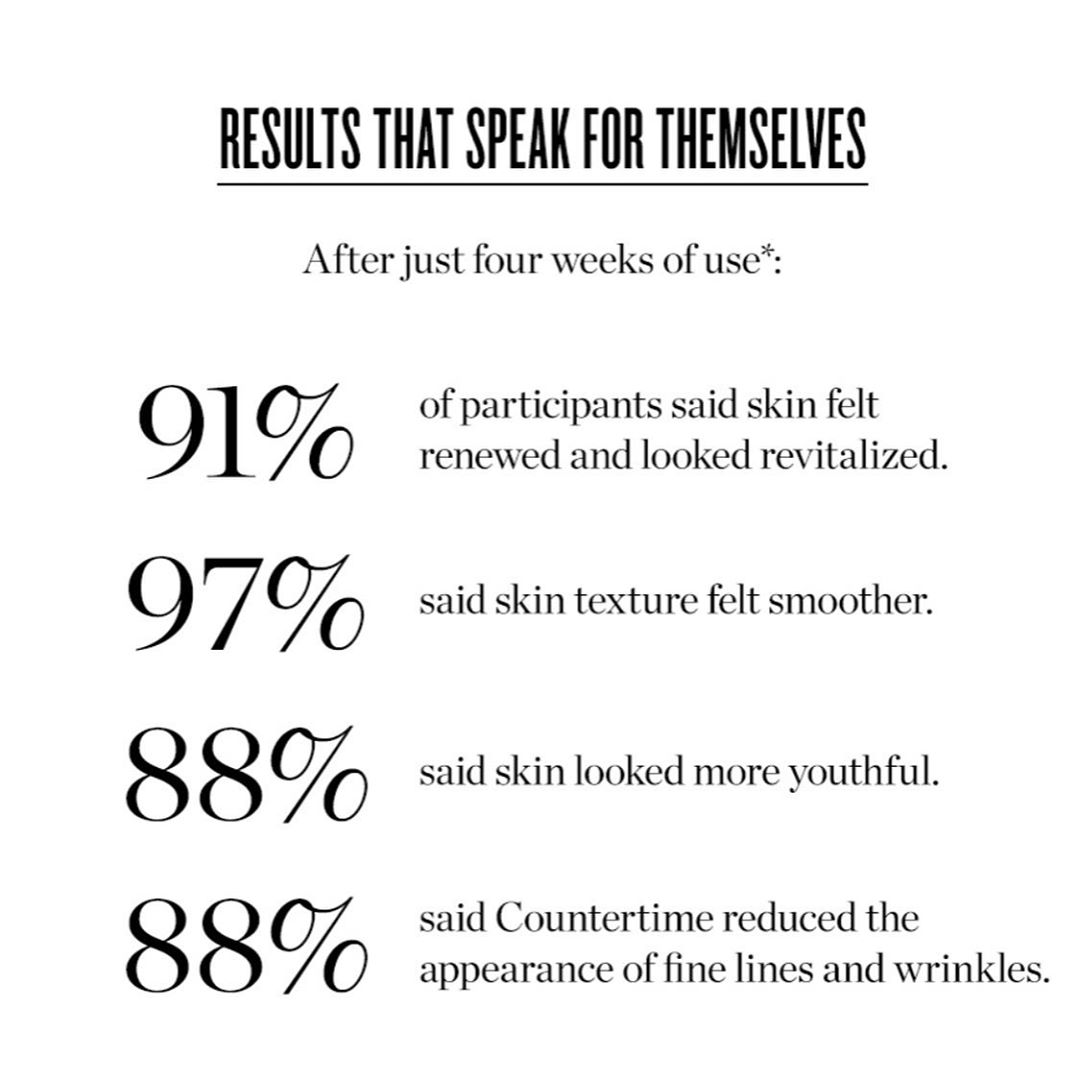 RESULTS THAT SPEAK FOR THEMSELVES
After just four weeks of use*:
91%
of participants said skin felt
renewed and looked revitalized.
97%
said skin texture felt smoother.
88%
said skin looked more youthful.
88%
said Countertime reduced the
appearance of fine lines and wrinkles.